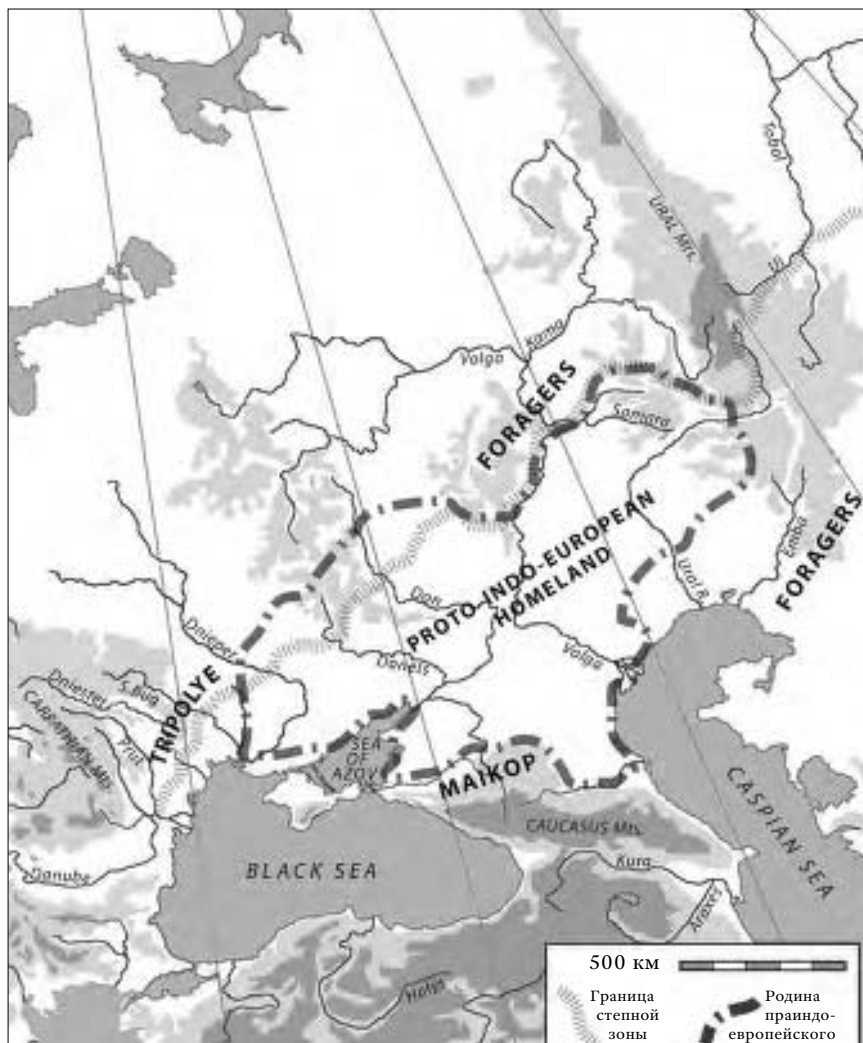 Tobol
URAL Mts.
Ui
Kama
Volga
FORAGERS
Samara
PROTO-INDO-EUROPEAN
HOMELAND
Emba
FORAGERS
Ural R.
Don
Dnieper
Donets
Volga
S.Bug
Dniester
TRIPOLYE
Prut
CARPATHIAN Mts.
SEA
OF
AZOV
MAIKOP
CAUCASUS Mts.
CASPIAN SEA
BLACK SEA
Danube
Kura
Araxes
Halys
500 км
Граница
степной
зоны
Родина
праиндо-
европейского